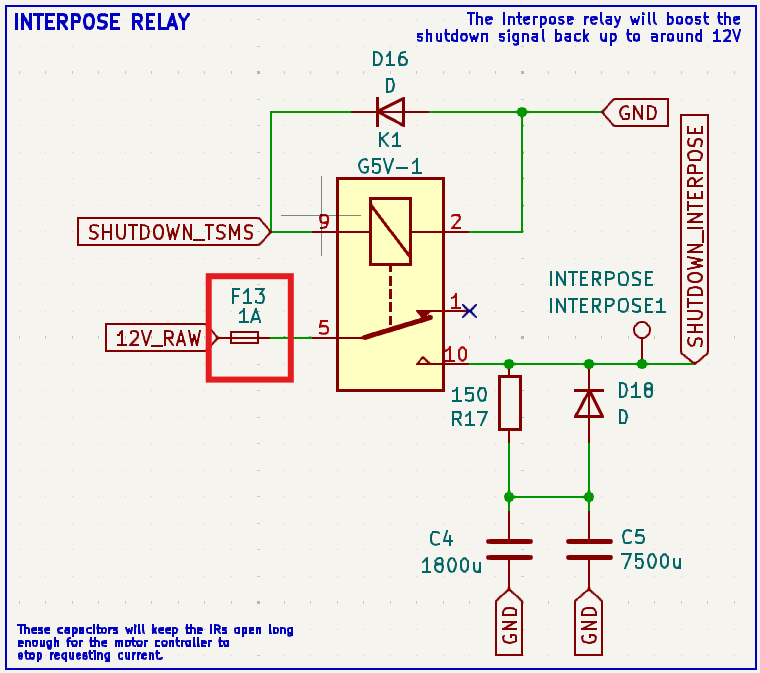 INTERPOSE RELAY
The Interpose relay will boost the
shutdown signal back up to around 12V
D16
D
GND
K1
G5V-1
SHUTDOWN_TSMS
9
2
SHUTDOWN_INTERPOSE
F13
1A
12V_RAW
5
1
10
INTERPOSE
INTERPOSE1
150
R17
D18
D
C4
1800u
C5
7500u
GND
GND
These capacitors will keep the IRs open long
enough for the motor controller to
stop requesting current.